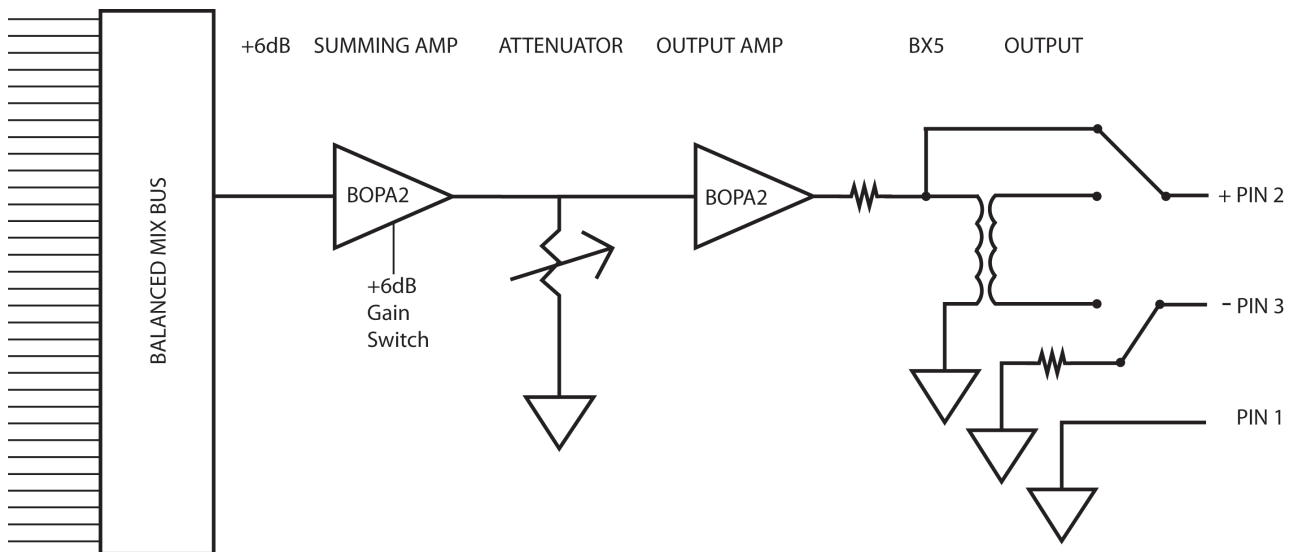 +6dB SUMMING AMP ATTENUATOR OUTPUT AMP BX5 OUTPUT
BALANCED MIX BUS
BOPA2
+6dB
Gain
Switch
BOPA2
+ PIN 2
- PIN 3
PIN 1